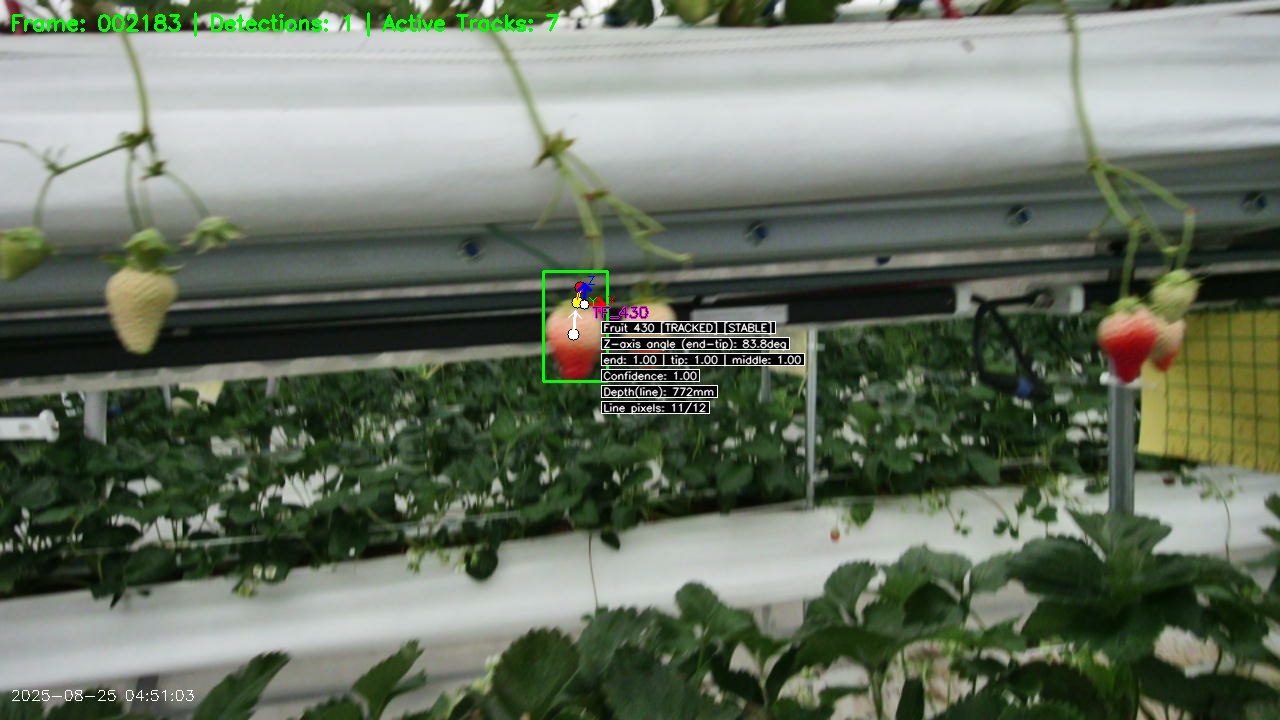 Frame: 002183 | Detections: 1 | Active Tracks: 7
Z
TF_430
Fruit 430 [TRACKED] [STABLE]
Z-axis angle (end-tip): 83.8deg
end: 1.00 | tip: 1.00 | middle: 1.00
Confidence: 1.00
Depth(line): 772mm
Line pixels: 11/12
2025-08-25 04:51:03